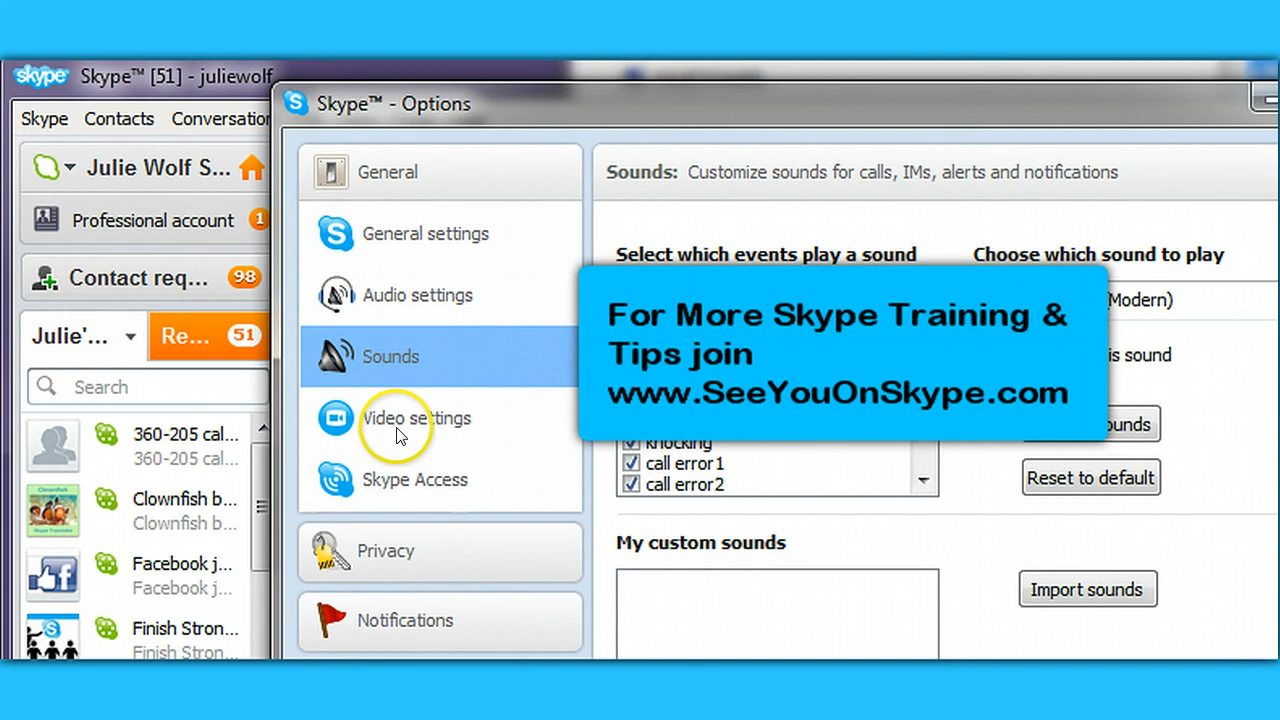 skype Skype™ [51] - juliewolf
Skype Contacts Conversation
Julie Wolf S...
Professional account 1
Contact req... 98
Julie'... Re... 51
Search
360-205 cal...
360-205 cal...
Clownfish b...
Clownfish b...
Facebook j...
Facebook j...
Finish Stron...
Finish Stron...
Skype™ - Options
General
General settings
Audio settings
Sounds
Video settings
Skype Access
Privacy
Notifications
Sounds: Customize sounds for calls, IMs, alerts and notifications
Select which events play a sound
Choose which sound to play
(Modern)
is sound
For More Skype Training &
Tips join
www.SeeYouOnSkype.com
knocking
call error1
call error2
ounds
Reset to default
My custom sounds
Import sounds